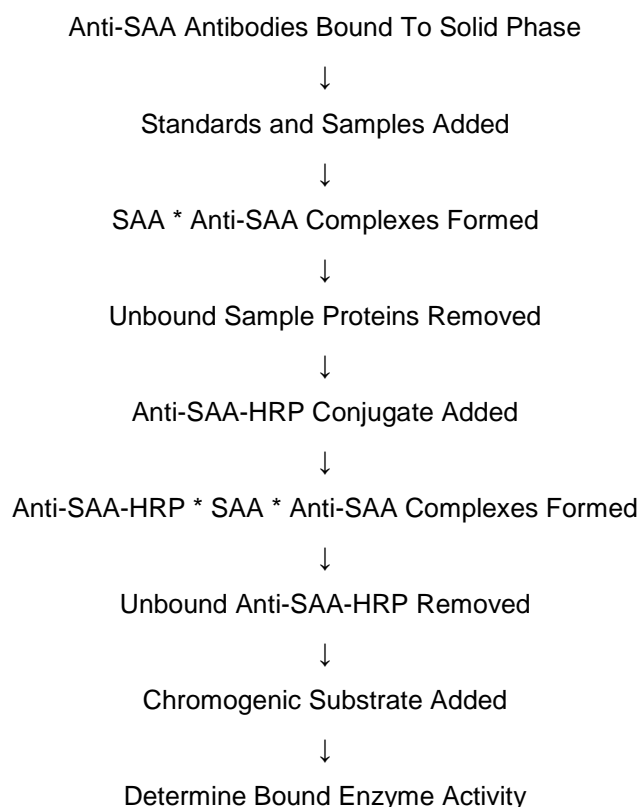 Anti-SAA Antibodies Bound To Solid Phase
↓
Standards and Samples Added
↓
SAA * Anti-SAA Complexes Formed
↓
Unbound Sample Proteins Removed
↓
Anti-SAA-HRP Conjugate Added
↓
Anti-SAA-HRP * SAA * Anti-SAA Complexes Formed
↓
Unbound Anti-SAA-HRP Removed
↓
Chromogenic Substrate Added
↓
Determine Bound Enzyme Activity